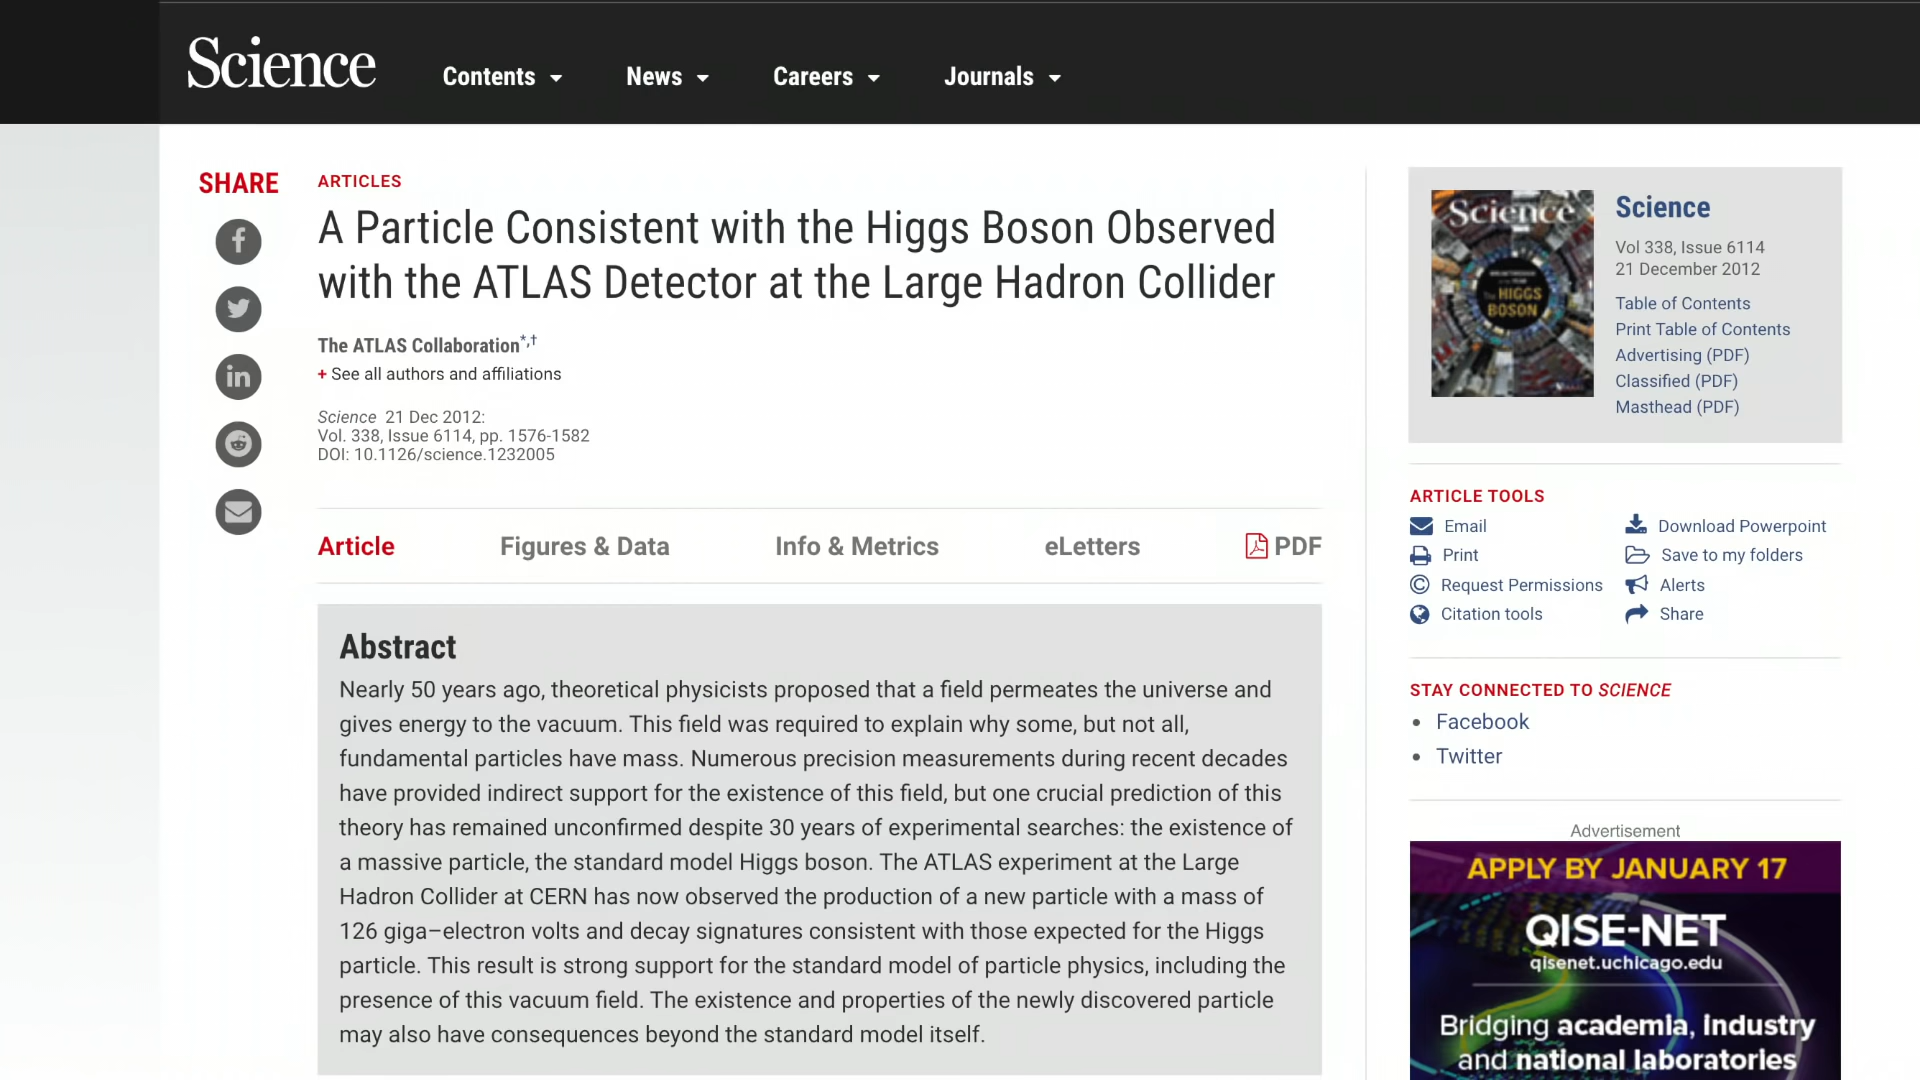 Science
Contents
News
Careers
Journals
SHARE
ARTICLES
A Particle Consistent with the Higgs Boson Observed
with the ATLAS Detector at the Large Hadron Collider
The ATLAS Collaboration*,†
+ See all authors and affiliations
Science 21 Dec 2012:
Vol. 338, Issue 6114, pp. 1576-1582
DOI: 10.1126/science.1232005
Article
Figures & Data
Info & Metrics
eLetters
PDF
Abstract
Nearly 50 years ago, theoretical physicists proposed that a field permeates the universe and
gives energy to the vacuum. This field was required to explain why some, but not all,
fundamental particles have mass. Numerous precision measurements during recent decades
have provided indirect support for the existence of this field, but one crucial prediction of this
theory has remained unconfirmed despite 30 years of experimental searches: the existence of
a massive particle, the standard model Higgs boson. The ATLAS experiment at the Large
Hadron Collider at CERN has now observed the production of a new particle with a mass of
126 giga–electron volts and decay signatures consistent with those expected for the Higgs
particle. This result is strong support for the standard model of particle physics, including the
presence of this vacuum field. The existence and properties of the newly discovered particle
may also have consequences beyond the standard model itself.
Science
The HIGGS
BOSON
Science
Vol 338, Issue 6114
21 December 2012
Table of Contents
Print Table of Contents
Advertising (PDF)
Classified (PDF)
Masthead (PDF)
ARTICLE TOOLS
Email
Download Powerpoint
Print
Save to my folders
Request Permissions
Alerts
Citation tools
Share
STAY CONNECTED TO SCIENCE
Facebook
Twitter
Advertisement
APPLY BY JANUARY 17
QISE-NET
qisenet.uchicago.edu
Bridging academia, industry
and national laboratories